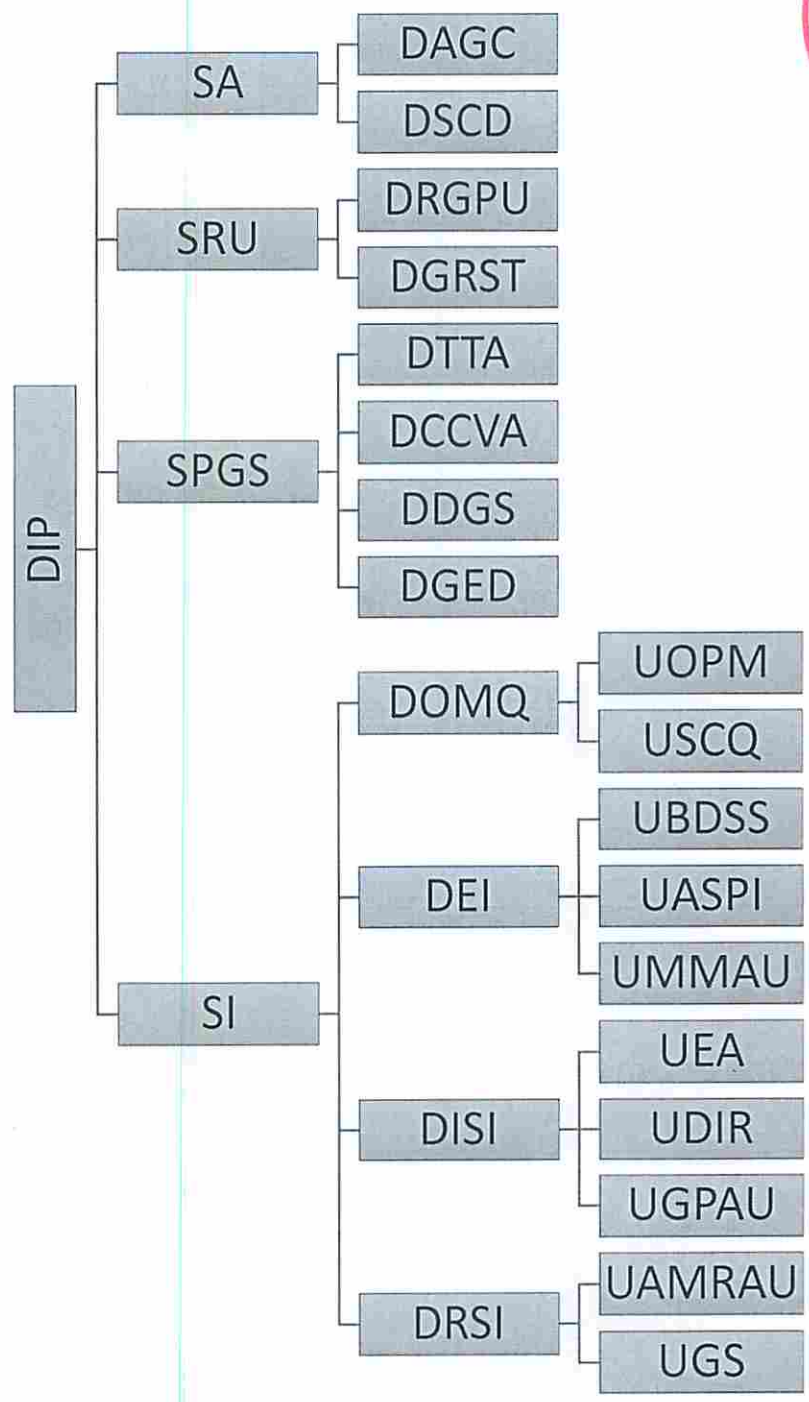 DIP
SA
DAGC
DSCD
SRU
DRGPU
DGRST
SPGS
DTTA
DCCVA
DDGS
DGED
SI
DOMQ
UOPM
USCQ
DEI
UBDSS
UASPI
UMMAU
DISI
UEA
UDIR
UGPAU
DRSI
UAMRAU
UGS